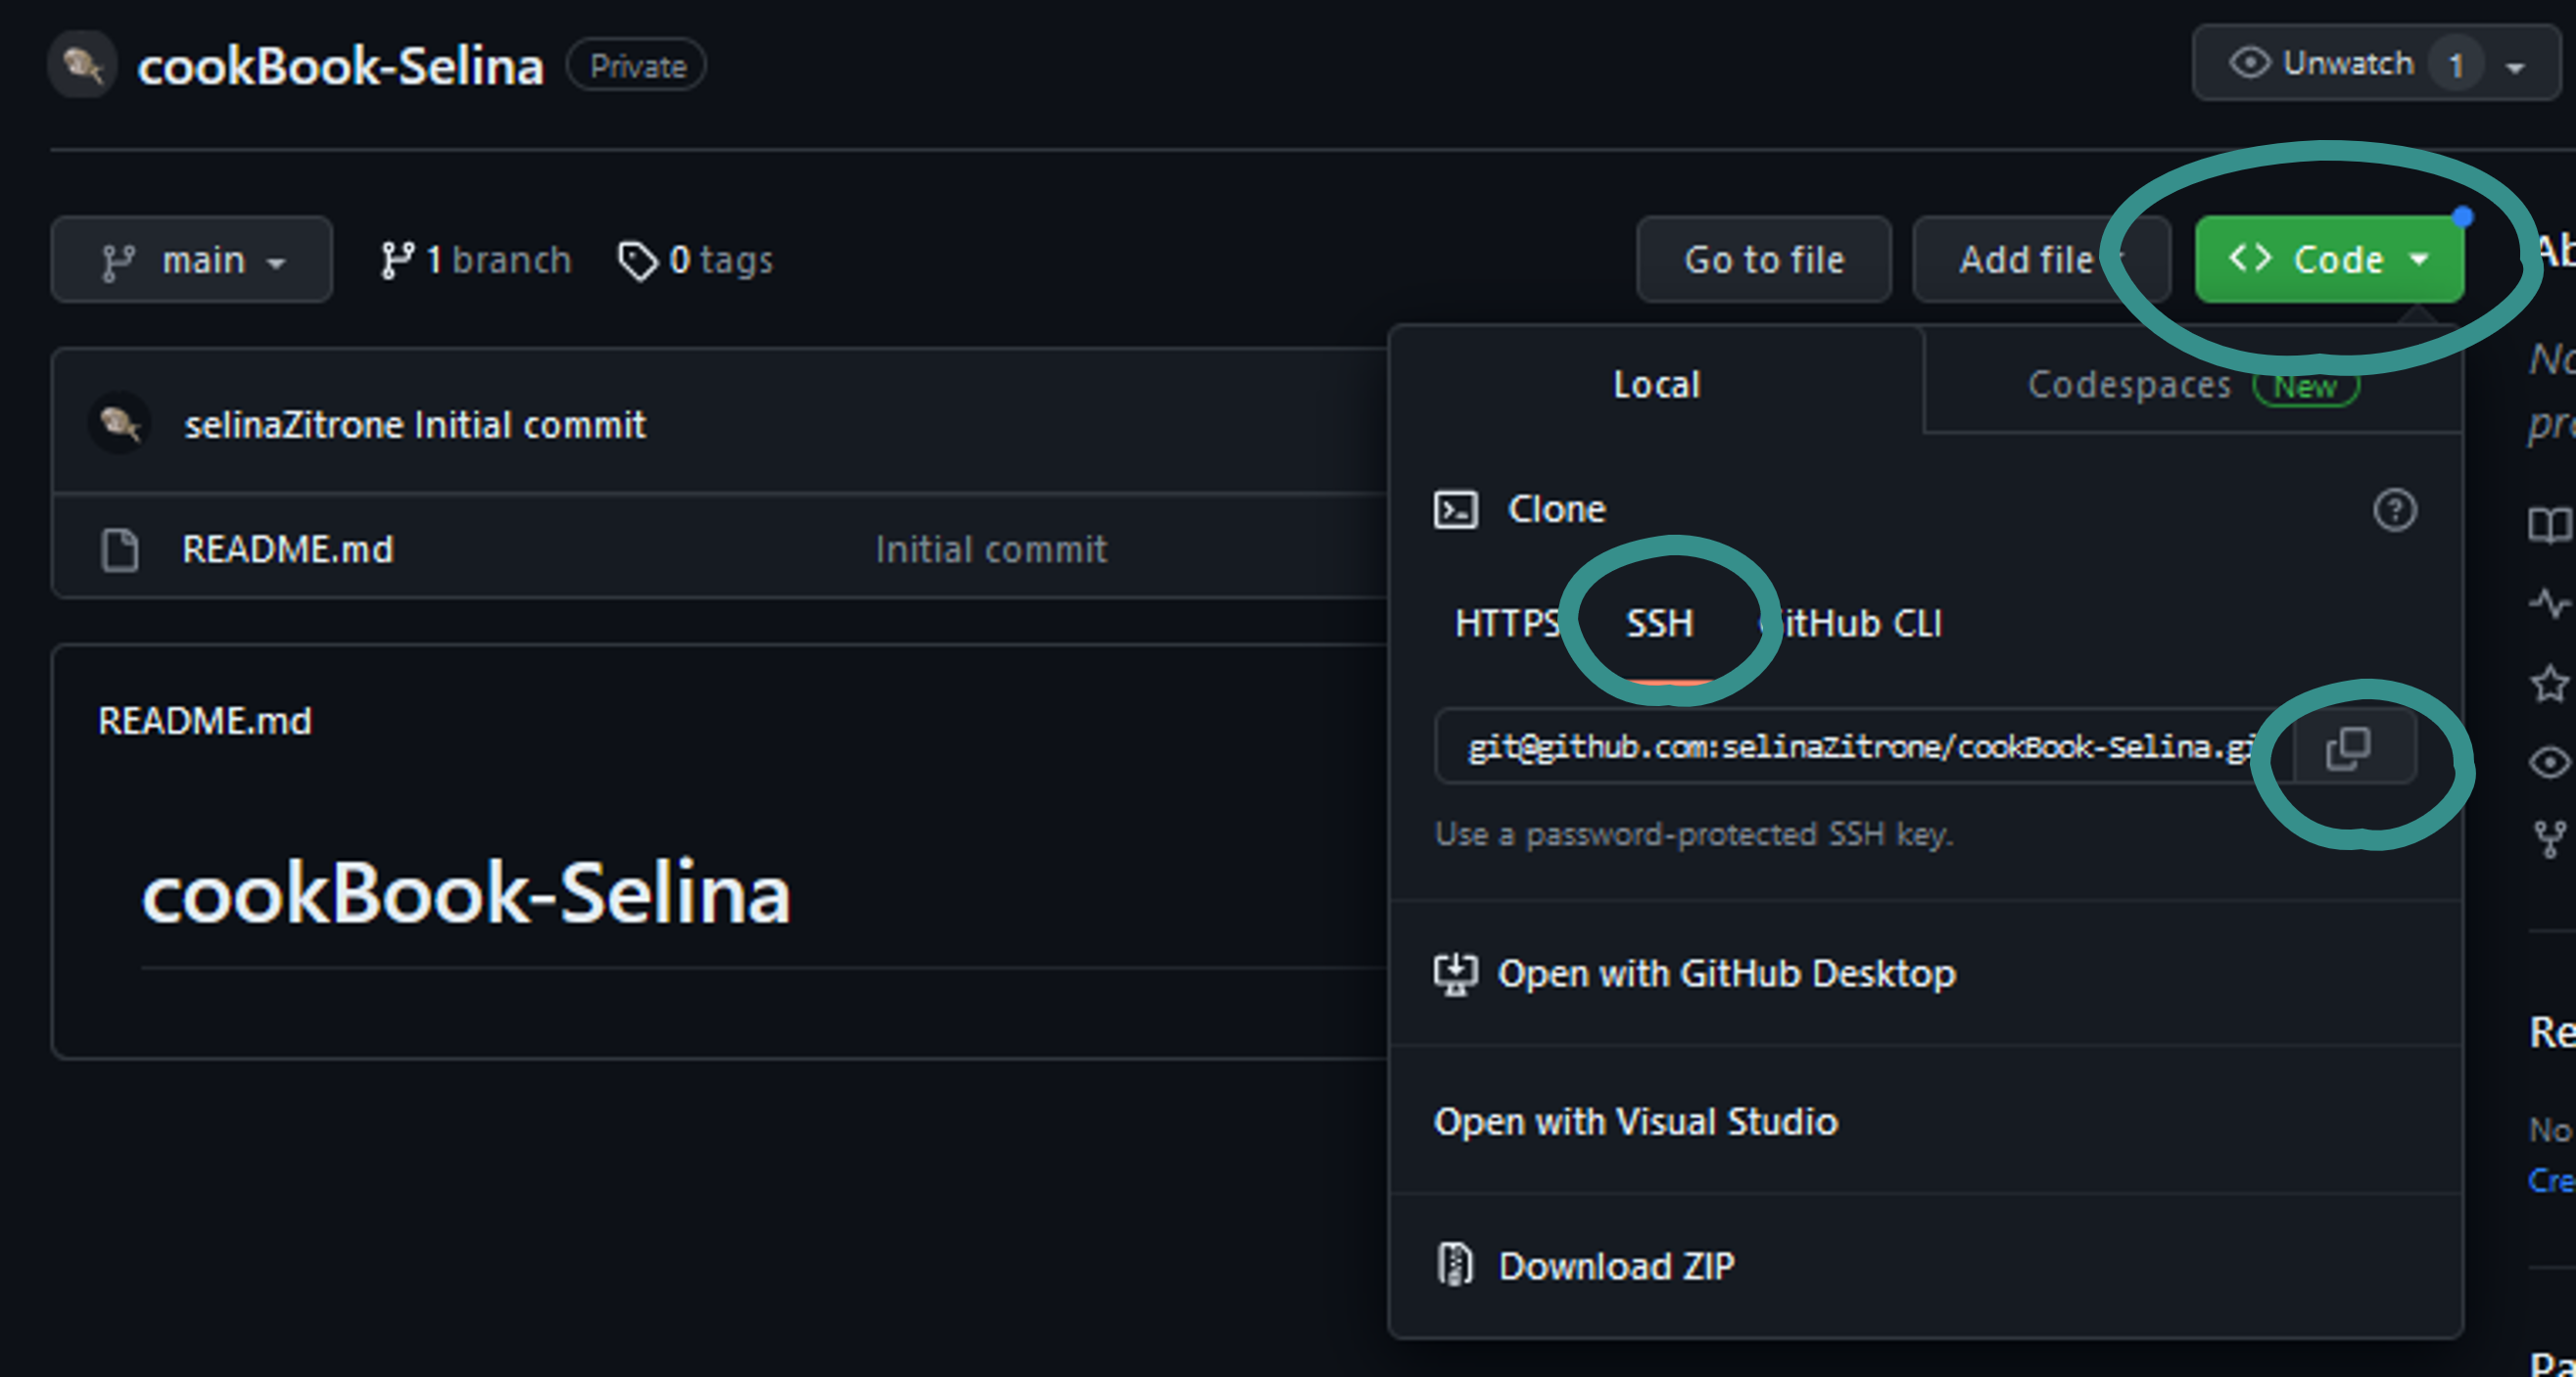 cookBook-Selina Private
Unwatch 1
main 1 branch 0 tags
Go to file Add file <> Code
selinaZitrone Initial commit
README.md Initial commit
README.md
cookBook-Selina
Local Codespaces New
Clone
HTTPS SSH GitHub CLI
git@github.com:selinaZitrone/cookBook-Selina.gi
Use a password-protected SSH key.
Open with GitHub Desktop
Open with Visual Studio
Download ZIP
Ab
No
pro
Re
No
Cre
Pa